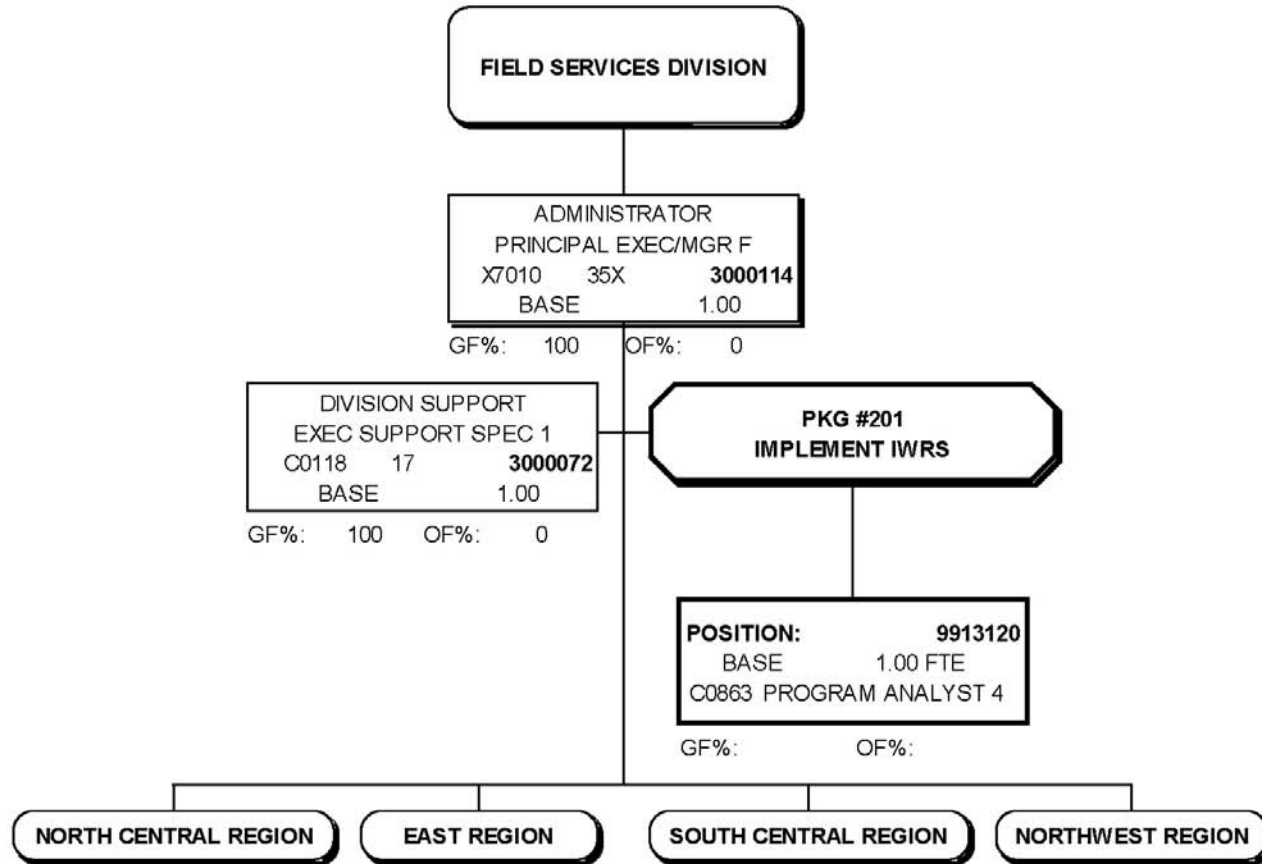 FIELD SERVICES DIVISION
ADMINISTRATOR
PRINCIPAL EXEC/MGR F
X7010 35X 3000114
BASE 1.00
GF%: 100 OF%: 0
DIVISION SUPPORT
EXEC SUPPORT SPEC 1
C0118 17 3000072
BASE 1.00
GF%: 100 OF%: 0
PKG #201
IMPLEMENT IWRS
POSITION: 9913120
BASE 1.00 FTE
C0863 PROGRAM ANALYST 4
GF%: OF%:
NORTH CENTRAL REGION
EAST REGION
SOUTH CENTRAL REGION
NORTHWEST REGION